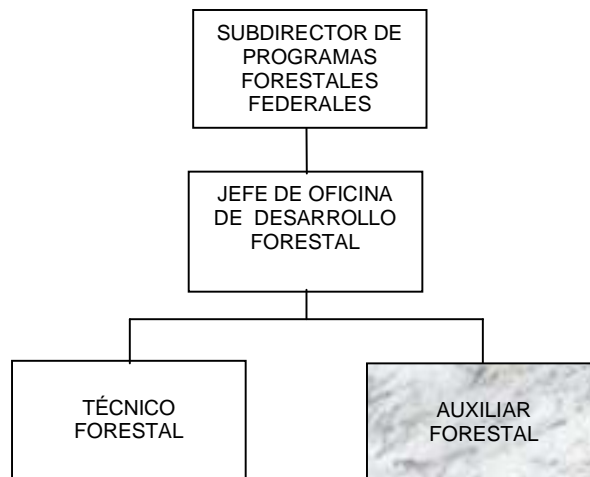 SUBDIRECTOR DE
PROGRAMAS
FORESTALES
FEDERALES
JEFE DE OFICINA
DE DESARROLLO
FORESTAL
TÉCNICO
FORESTAL
AUXILIAR
FORESTAL